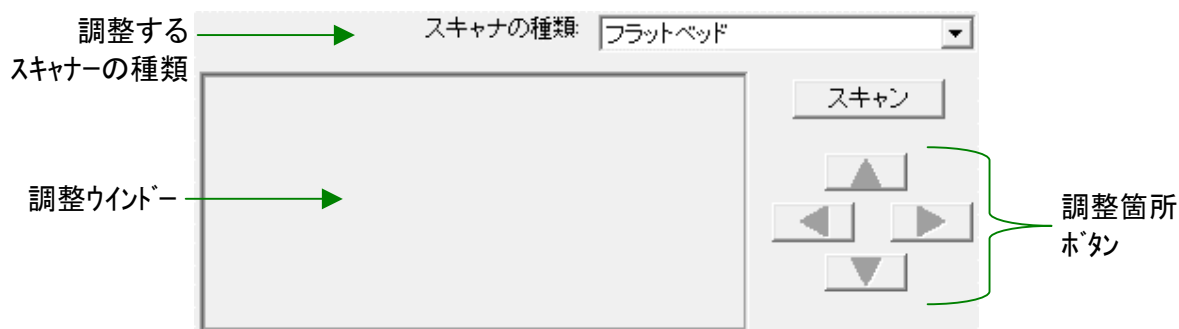 調整する
スキャナーの種類
スキャナの種類: フラットベッド
スキャン
調整ウインドー
調整箇所
ボタン